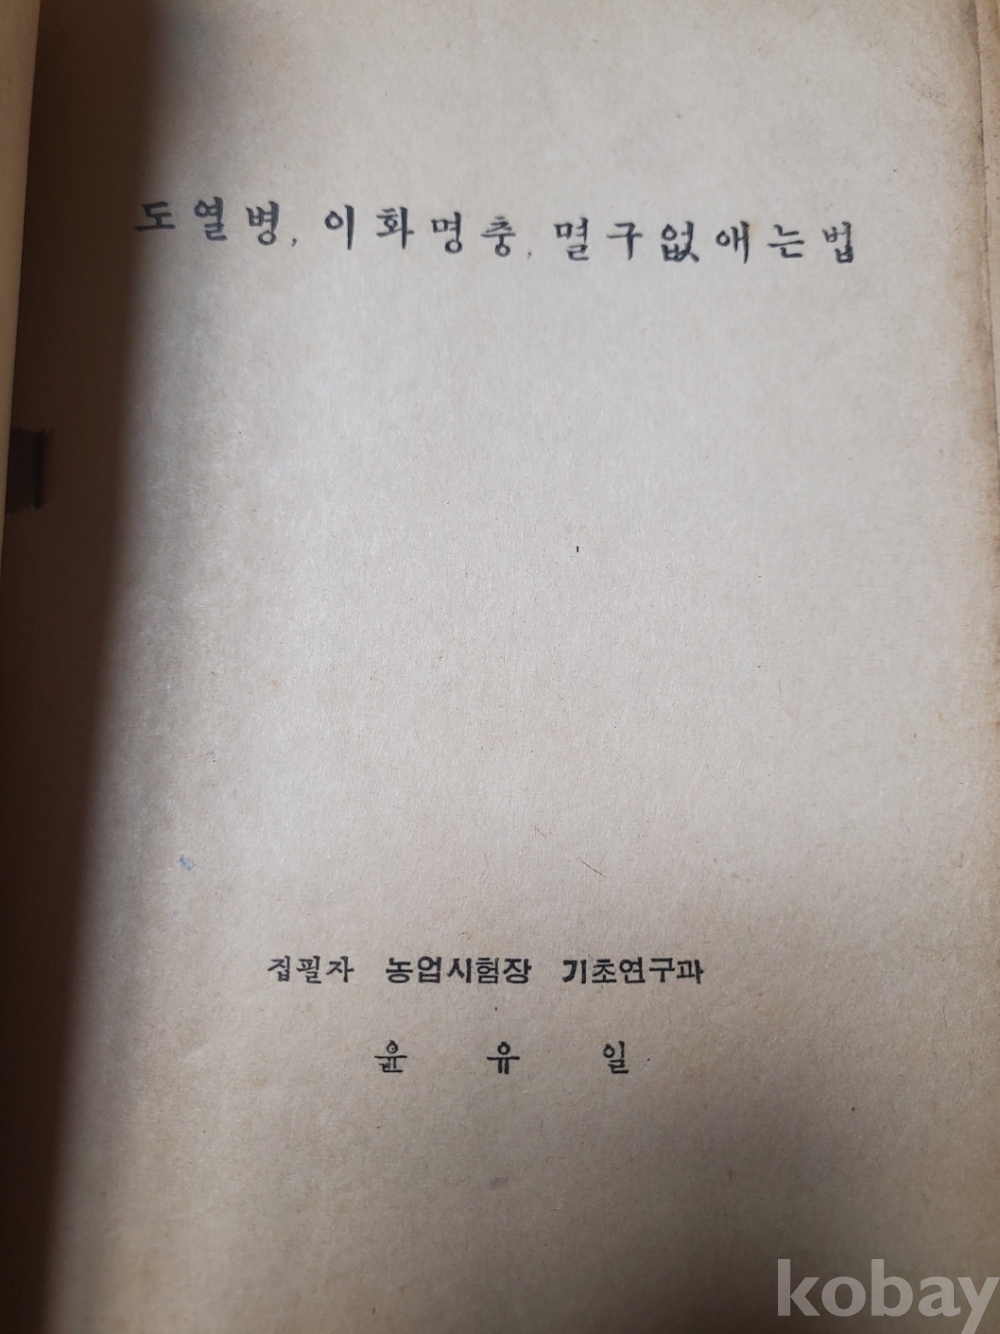 도열병, 이화명충, 멸구없애는법
집필자 농업시험장 기초연구과
윤 유 일
kobay